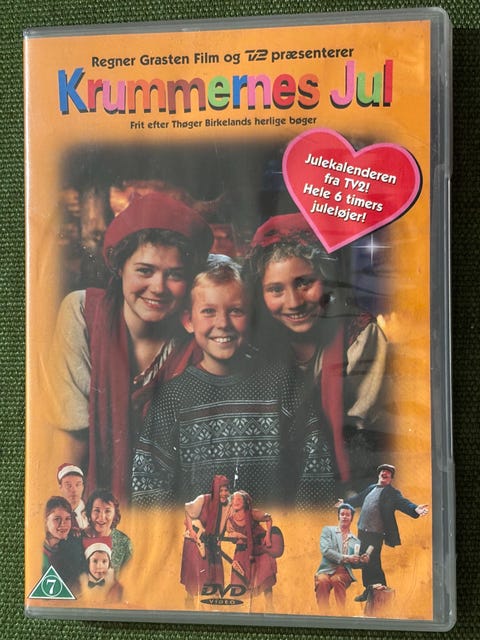 Regner Grasten Film og TV2 præsenterer
Krummernes Jul
Frit efter Thøger Birkelands herlige bøger
Julekalenderen
fra TV2!
Hele 6 timers
juleløjer!
7
DVD
VIDEO